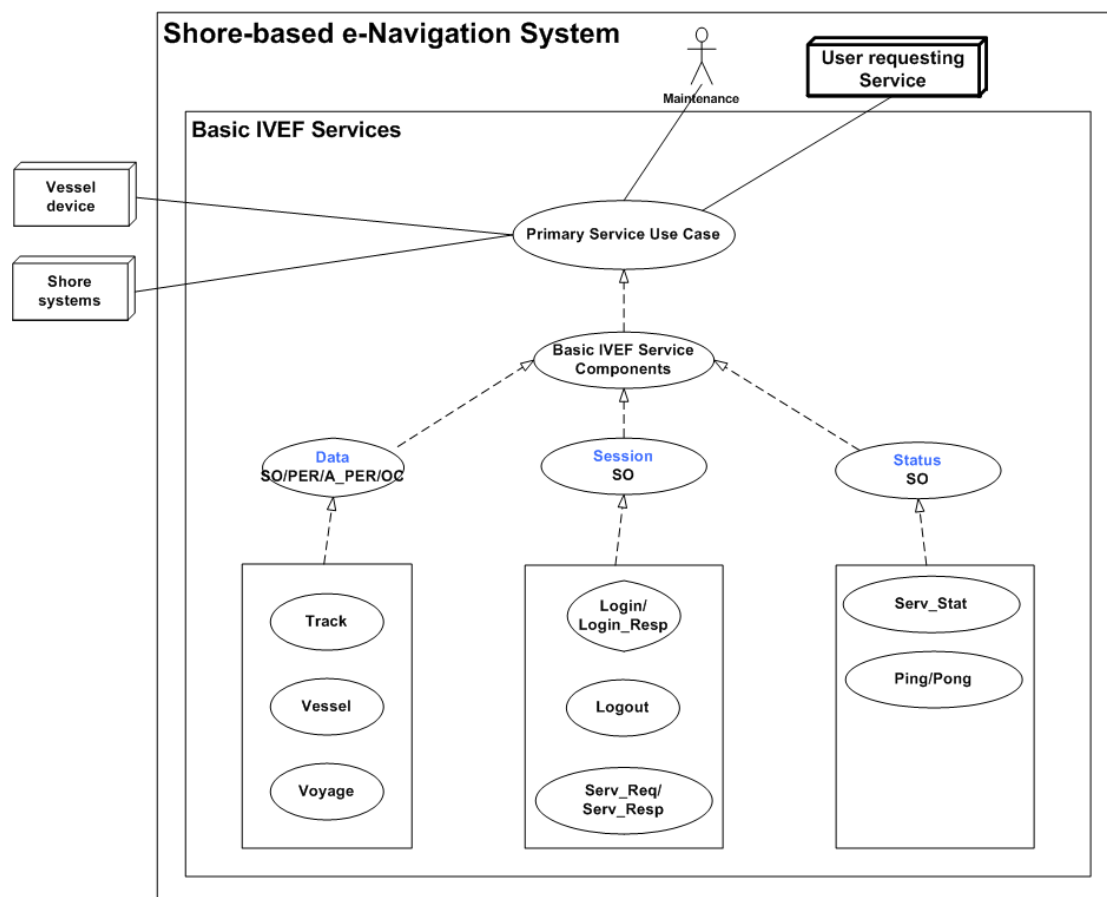 Shore-based e-Navigation System
Maintenance
User requesting
Service
Basic IVEF Services
Vessel
device
Shore
systems
Primary Service Use Case
Basic IVEF Service
Components
Data
SO/PER/A_PER/OC
Session
SO
Status
SO
Track
Vessel
Voyage
Login/
Login_Resp
Logout
Serv_Req/
Serv_Resp
Serv_Stat
Ping/Pong